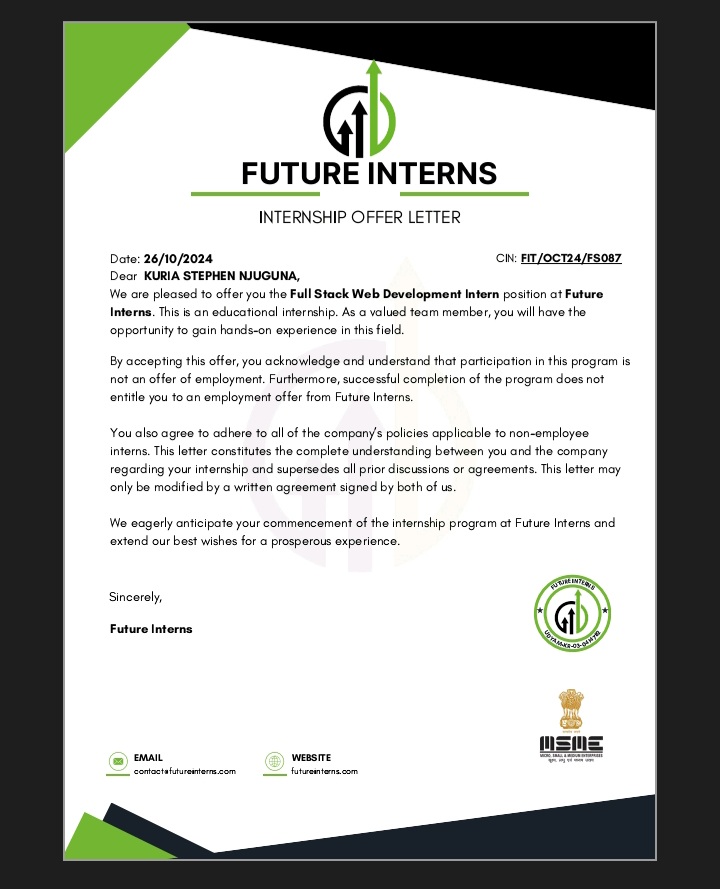 FUTURE INTERNS
INTERNSHIP OFFER LETTER
Date: 26/10/2024
CIN: FIT/OCT24/FS087
Dear KURIA STEPHEN NJUGUNA,
We are pleased to offer you the Full Stack Web Development Intern position at Future
Interns. This is an educational internship. As a valued team member, you will have the
opportunity to gain hands-on experience in this field.
By accepting this offer, you acknowledge and understand that participation in this program is
not an offer of employment. Furthermore, successful completion of the program does not
entitle you to an employment offer from Future Interns.
You also agree to adhere to all of the company's policies applicable to non-employee
interns. This letter constitutes the complete understanding between you and the company
regarding your internship and supersedes all prior discussions or agreements. This letter may
only be modified by a written agreement signed by both of us.
We eagerly anticipate your commencement of the internship program at Future Interns and
extend our best wishes for a prosperous experience.
Sincerely,
Future Interns
FUTURE INTERNS
MSME
MICRO, SMALL & MEDIUM ENTERPRISES
सूक्ष्म, लघु एवं मध्यम उद्यम
EMAIL
contact@futureinterns.com
WEBSITE
futureinterns.com